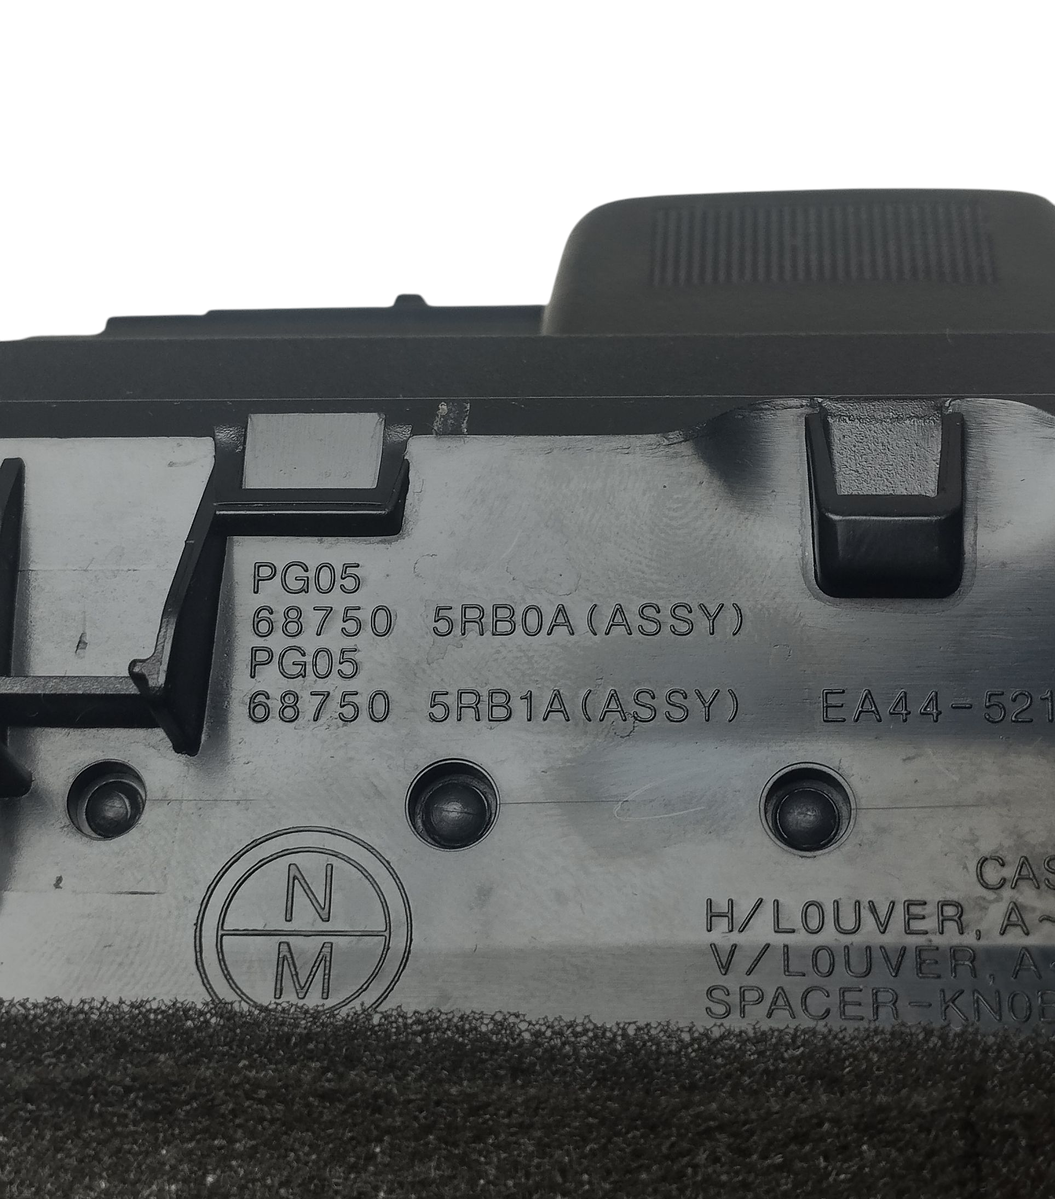 PG05
68750 5RB0A(ASSY)
PG05
68750 5RB1A(ASSY) EA44-521
N
M
H/LOUVER, A~
V/LOUVER, A